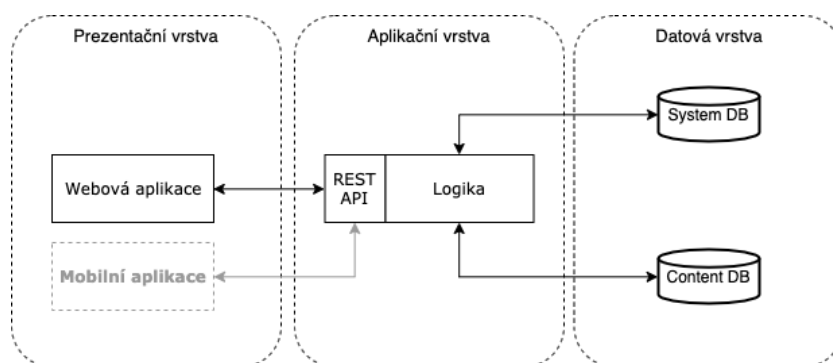 Prezentační vrstva
Aplikační vrstva
Datová vrstva
System DB
Webová aplikace
REST
API
Logika
Mobilní aplikace
Content DB